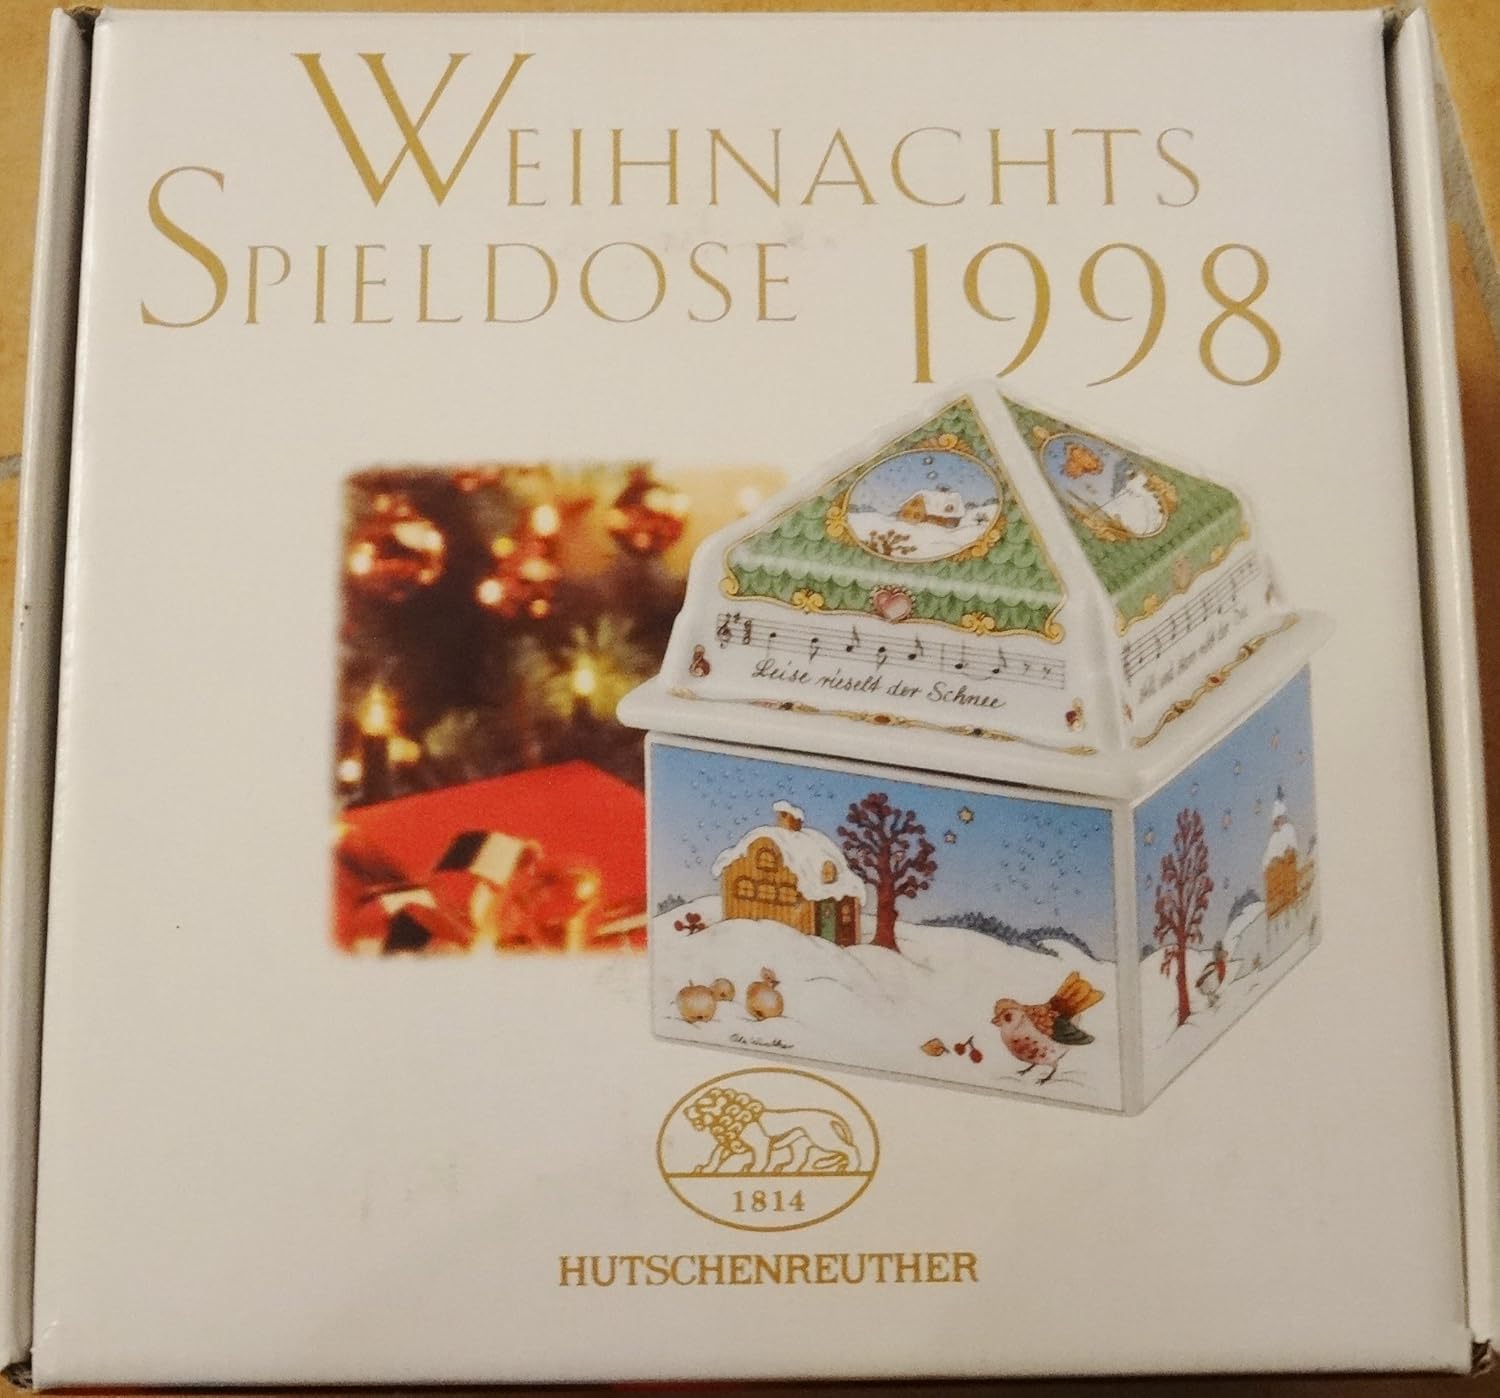 WEIHNACHTS
SPIELDOSE 1998
Leise rieselt der Schnee
1814
HUTSCHENREUTHER